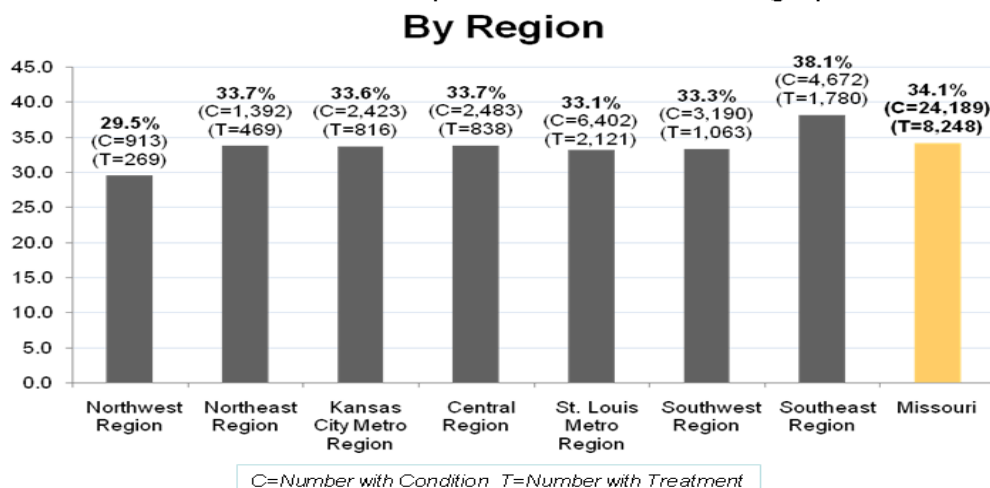 By Region
45.0
40.0
35.0
30.0
25.0
20.0
15.0
10.0
5.0
0.0
29.5%
(C=913)
(T=269)
33.7%
(C=1,392)
(T=469)
33.6%
(C=2,423)
(T=816)
33.7%
(C=2,483)
(T=838)
33.1%
(C=6,402)
(T=2,121)
33.3%
(C=3,190)
(T=1,063)
38.1%
(C=4,672)
(T=1,780)
34.1%
(C=24,189)
(T=8,248)
Northwest
Region
Northeast
Region
Kansas
City Metro
Region
Central
Region
St. Louis
Metro
Region
Southwest
Region
Southeast
Region
Missouri
C=Number with Condition T=Number with Treatment